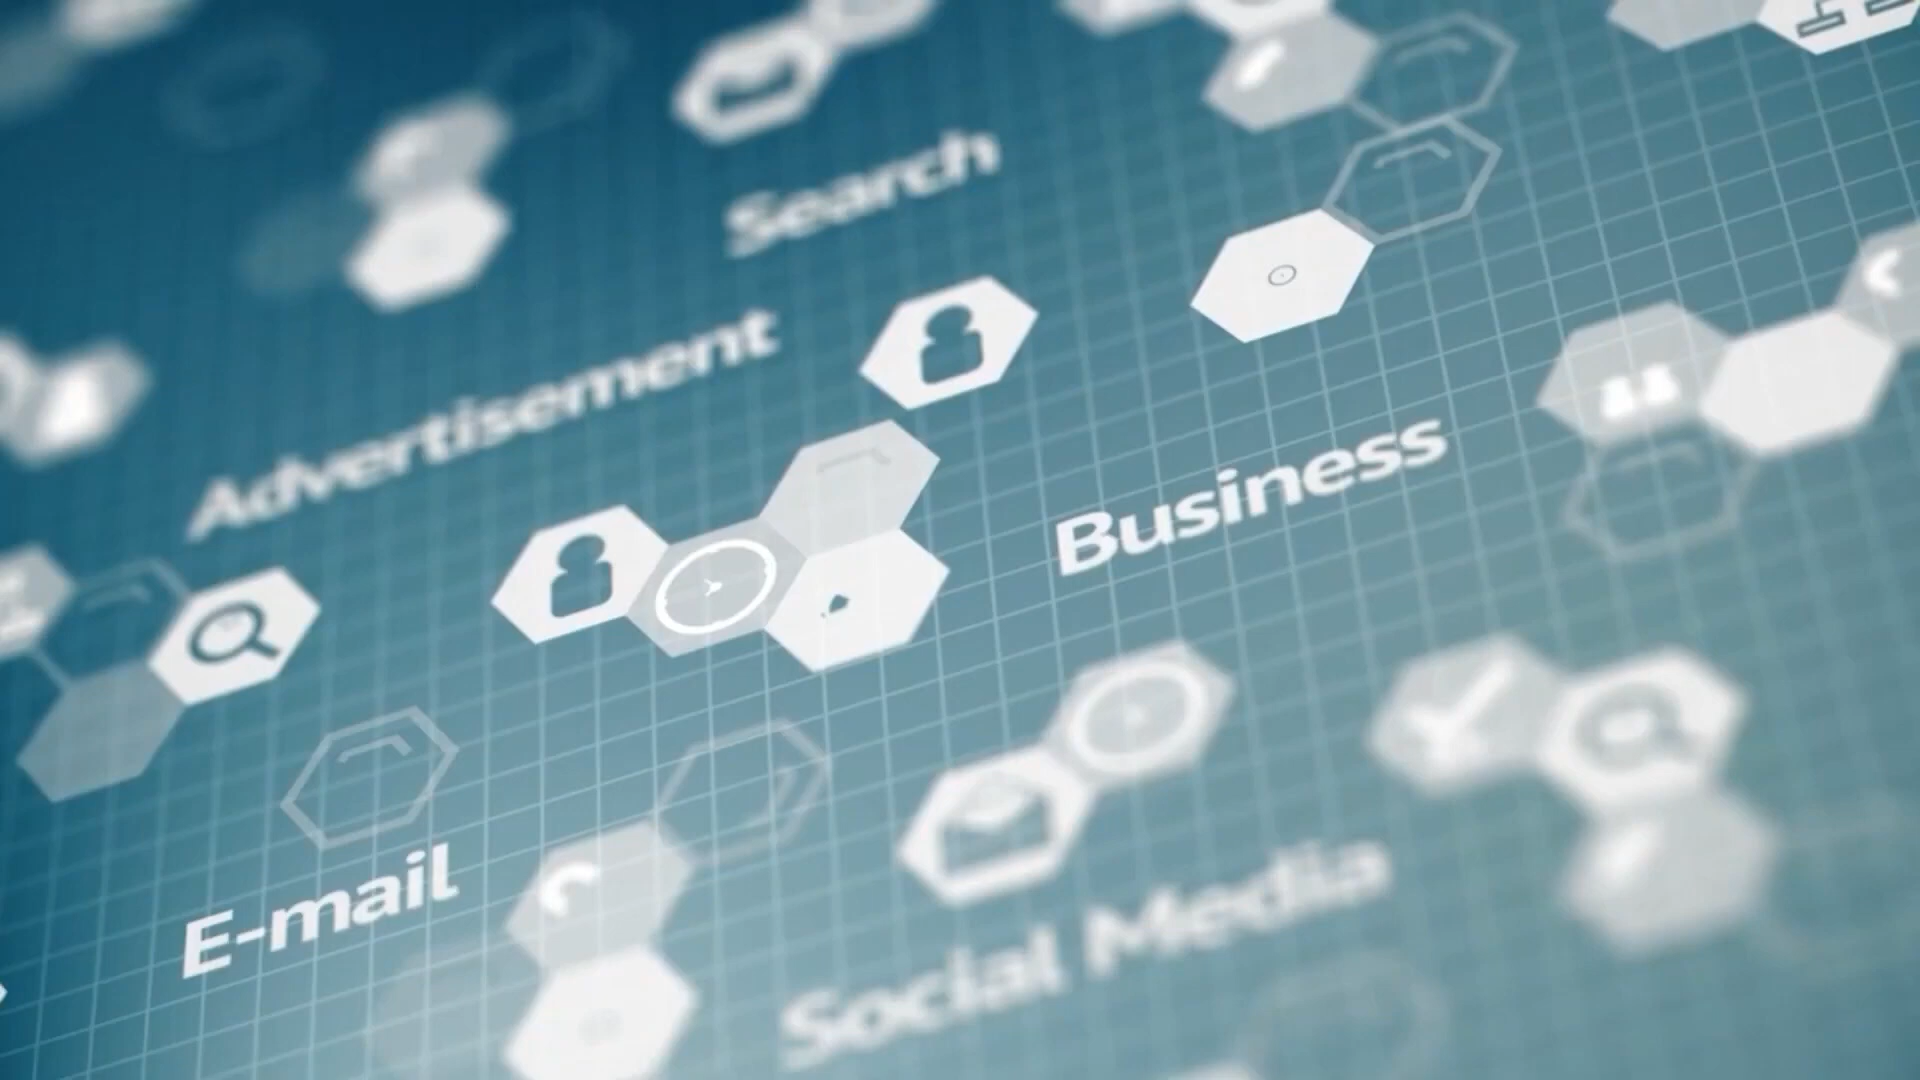 Search
Advertisement
Business
E-mail
Social Media